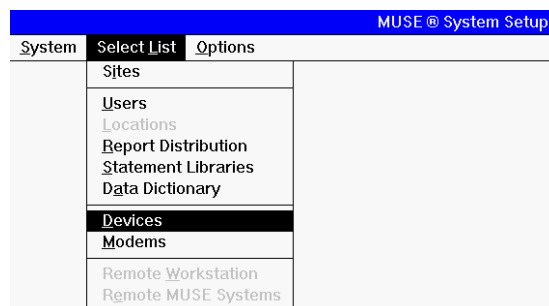 MUSE ® System Setup
System Select List Options
Sites
Users
Locations
Report Distribution
Statement Libraries
Data Dictionary
Devices
Modems
Remote Workstation
Remote MUSE Systems